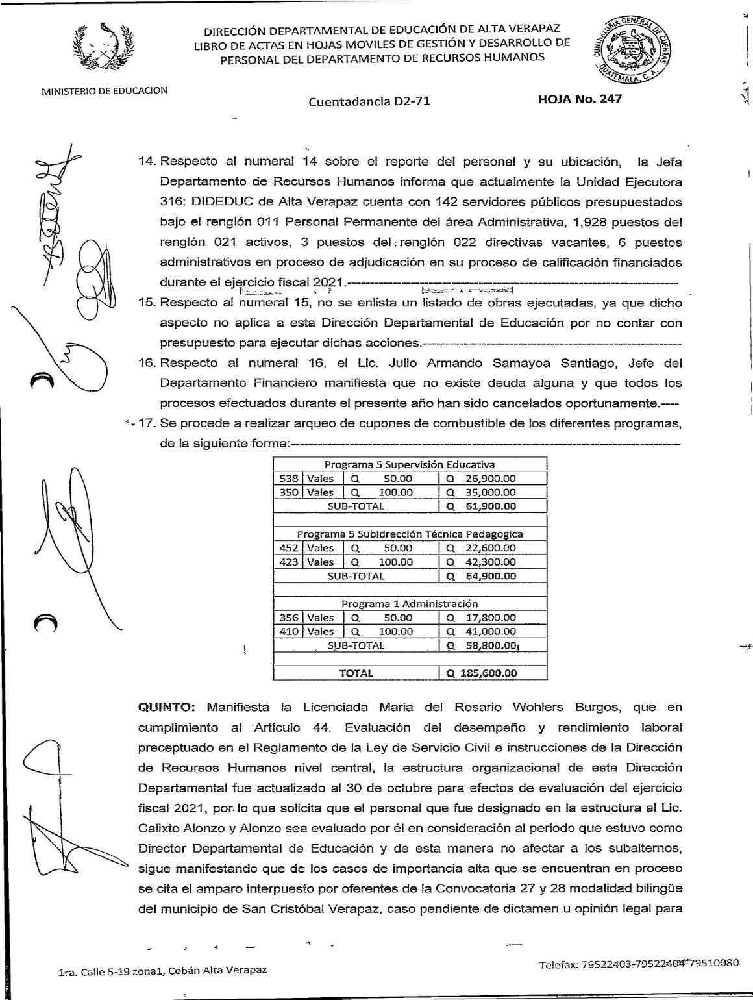 DIRECCIÓN DEPARTAMENTAL DE EDUCACIÓN DE ALTA VERAPAZ
LIBRO DE ACTAS EN HOJAS MOVILES DE GESTIÓN Y DESARROLLO DE
PERSONAL DEL DEPARTAMENTO DE RECURSOS HUMANOS
CONTRALORIA GENERAL DE CUENTAS
GUATEMALA, C. A.
MINISTERIO DE EDUCACION
Cuentadancia D2-71
HOJA No. 247
14. Respecto al numeral 14 sobre el reporte del personal y su ubicación, la Jefa
Departamento de Recursos Humanos informa que actualmente la Unidad Ejecutora
316: DIDEDUC de Alta Verapaz cuenta con 142 servidores públicos presupuestados
bajo el renglón 011 Personal Permanente del área Administrativa, 1,928 puestos del
renglón 021 activos, 3 puestos del renglón 022 directivas vacantes, 6 puestos
administrativos en proceso de adjudicación en su proceso de calificación financiados
durante el ejercicio fiscal 2021.------------------------------------------------------------
15. Respecto al numeral 15, no se enlista un listado de obras ejecutadas, ya que dicho
aspecto no aplica a esta Dirección Departamental de Educación por no contar con
presupuesto para ejecutar dichas acciones.----------------------------------------------
16. Respecto al numeral 16, el Lic. Julio Armando Samayoa Santiago, Jefe del
Departamento Financiero manifiesta que no existe deuda alguna y que todos los
procesos efectuados durante el presente año han sido cancelados oportunamente.----
17. Se procede a realizar arqueo de cupones de combustible de los diferentes programas,
de la siguiente forma:----------------------------------------------------------------------
Programa 5 Supervisión Educativa
538 Vales Q 50.00 Q 26,900.00
350 Vales Q 100.00 Q 35,000.00
SUB-TOTAL Q 61,900.00
Programa 5 Subidrección Técnica Pedagogica
452 Vales Q 50.00 Q 22,600.00
423 Vales Q 100.00 Q 42,300.00
SUB-TOTAL Q 64,900.00
Programa 1 Administración
356 Vales Q 50.00 Q 17,800.00
410 Vales Q 100.00 Q 41,000.00
SUB-TOTAL Q 58,800.00
TOTAL Q 185,600.00
QUINTO: Manifiesta la Licenciada Maria del Rosario Wohlers Burgos, que en
cumplimiento al Artículo 44. Evaluación del desempeño y rendimiento laboral
preceptuado en el Reglamento de la Ley de Servicio Civil e instrucciones de la Dirección
de Recursos Humanos nivel central, la estructura organizacional de esta Dirección
Departamental fue actualizado al 30 de octubre para efectos de evaluación del ejercicio
fiscal 2021, por lo que solicita que el personal que fue designado en la estructura al Lic.
Calixto Alonzo y Alonzo sea evaluado por él en consideración al periodo que estuvo como
Director Departamental de Educación y de esta manera no afectar a los subalternos,
sigue manifestando que de los casos de importancia alta que se encuentran en proceso
se cita el amparo interpuesto por oferentes de la Convocatoria 27 y 28 modalidad bilingüe
del municipio de San Cristóbal Verapaz, caso pendiente de dictamen u opinión legal para
1ra. Calle 5-19 zona1, Cobán Alta Verapaz
Telefax: 79522403-79522404-79510080